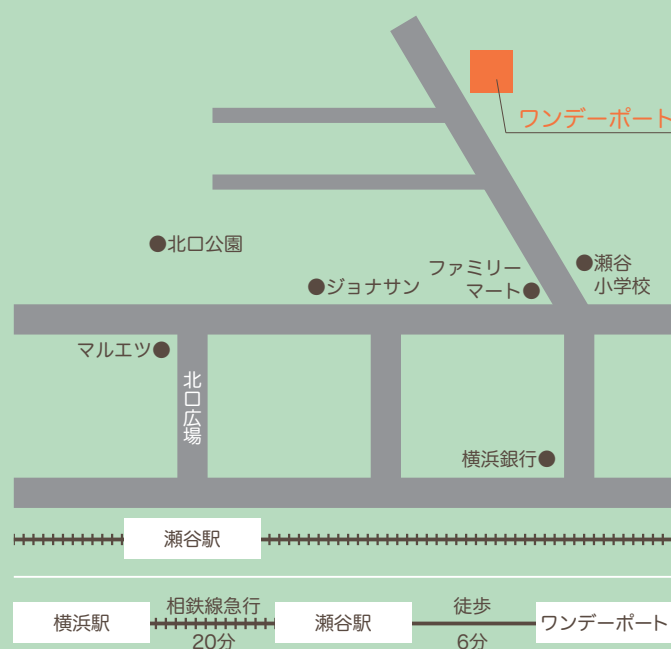 ワンデーポート
●北口公園
ファミリー
マート●
●瀬谷
小学校
●ジョナサン
マルエツ●
北口広場
横浜銀行●
瀬谷駅
横浜駅
相鉄線急行
20分
瀬谷駅
徒歩
6分
ワンデーポート